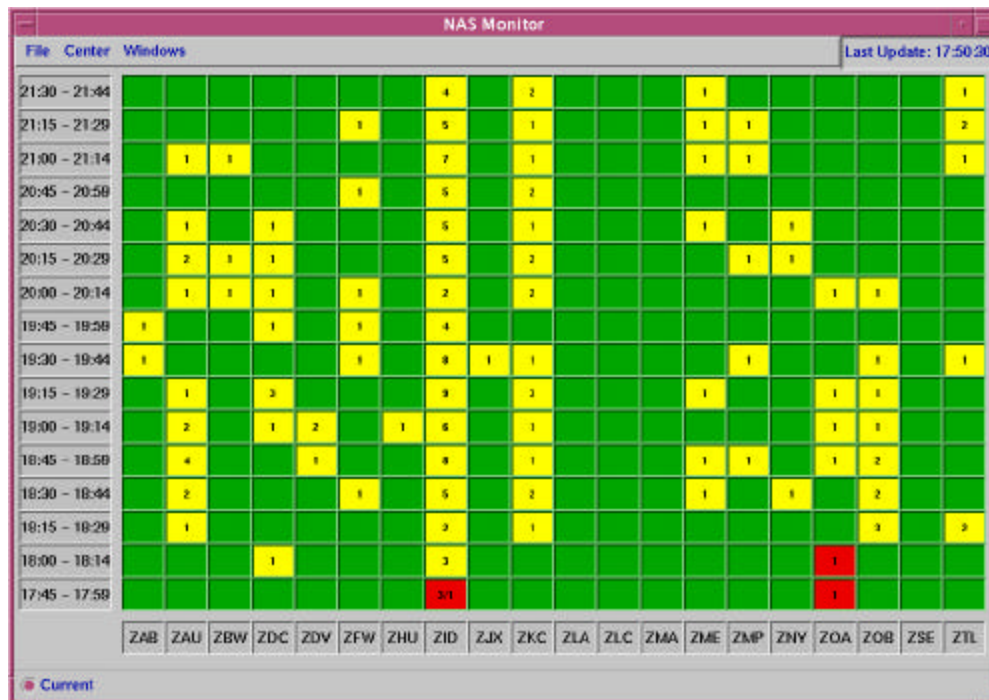 NAS Monitor
File Center Windows Last Update: 17:50:30
21:30 - 21:44 4 2 1 1
21:15 - 21:29 1 5 1 1 1 2
21:00 - 21:14 1 1 7 1 1 1 1
20:45 - 20:59 1 5 2
20:30 - 20:44 1 1 5 1 1 1
20:15 - 20:29 2 1 1 5 2 1 1
20:00 - 20:14 1 1 1 1 2 2 1 1
19:45 - 19:59 1 1 1 4
19:30 - 19:44 1 1 8 1 1 1 1 1
19:15 - 19:29 1 3 9 3 1 1 1
19:00 - 19:14 2 1 2 1 6 1 1 1
18:45 - 18:59 4 1 8 1 1 1 1 2
18:30 - 18:44 2 1 5 2 1 1 2
18:15 - 18:29 1 2 1 3 2
18:00 - 18:14 1 3 1
17:45 - 17:59 3/1 1
ZAB ZAU ZBW ZDC ZDV ZFW ZHU ZID ZJX ZKC ZLA ZLC ZMA ZME ZMP ZNY ZOA ZOB ZSE ZTL
Current